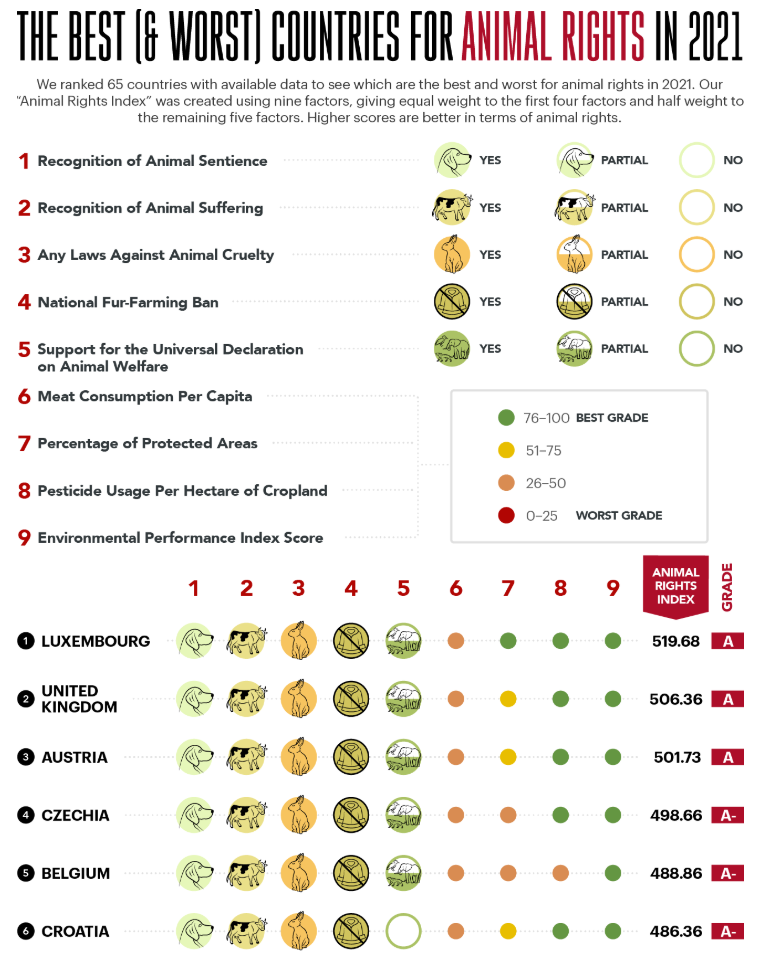 THE BEST (& WORST) COUNTRIES FOR ANIMAL RIGHTS IN 2021
We ranked 65 countries with available data to see which are the best and worst for animal rights in 2021. Our
“Animal Rights Index” was created using nine factors, giving equal weight to the first four factors and half weight to
the remaining five factors. Higher scores are better in terms of animal rights.
1 Recognition of Animal Sentience YES PARTIAL NO
2 Recognition of Animal Suffering YES PARTIAL NO
3 Any Laws Against Animal Cruelty YES PARTIAL NO
4 National Fur-Farming Ban YES PARTIAL NO
5 Support for the Universal Declaration
on Animal Welfare YES PARTIAL NO
6 Meat Consumption Per Capita
7 Percentage of Protected Areas
8 Pesticide Usage Per Hectare of Cropland
9 Environmental Performance Index Score
76–100 BEST GRADE
51–75
26–50
0–25 WORST GRADE
1 2 3 4 5 6 7 8 9
ANIMAL
RIGHTS
INDEX
GRADE
1 LUXEMBOURG 519.68 A
2 UNITED
KINGDOM 506.36 A
3 AUSTRIA 501.73 A
4 CZECHIA 498.66 A-
5 BELGIUM 488.86 A-
6 CROATIA 486.36 A-